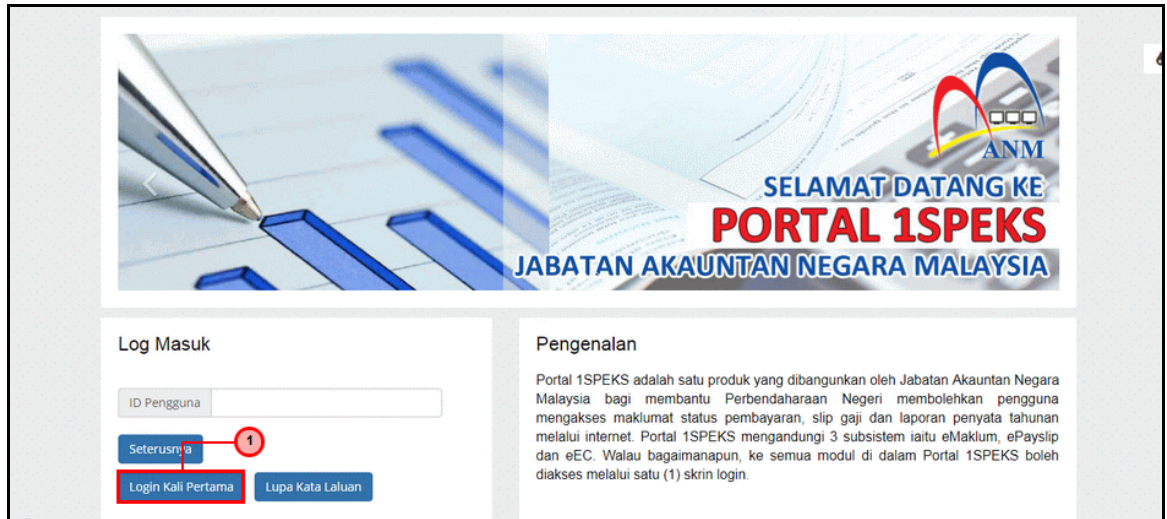 ANM
SELAMAT DATANG KE
PORTAL 1SPEKS
JABATAN AKAUNTAN NEGARA MALAYSIA
Log Masuk
ID Pengguna
Seterusnya
1
Login Kali Pertama
Lupa Kata Laluan
Pengenalan
Portal 1SPEKS adalah satu produk yang dibangunkan oleh Jabatan Akauntan Negara
Malaysia bagi membantu Perbendaharaan Negeri membolehkan pengguna
mengakses maklumat status pembayaran, slip gaji dan laporan penyata tahunan
melalui internet. Portal 1SPEKS mengandungi 3 subsistem iaitu eMaklum, ePayslip
dan eEC. Walau bagaimanapun, ke semua modul di dalam Portal 1SPEKS boleh
diakses melalui satu (1) skrin login.